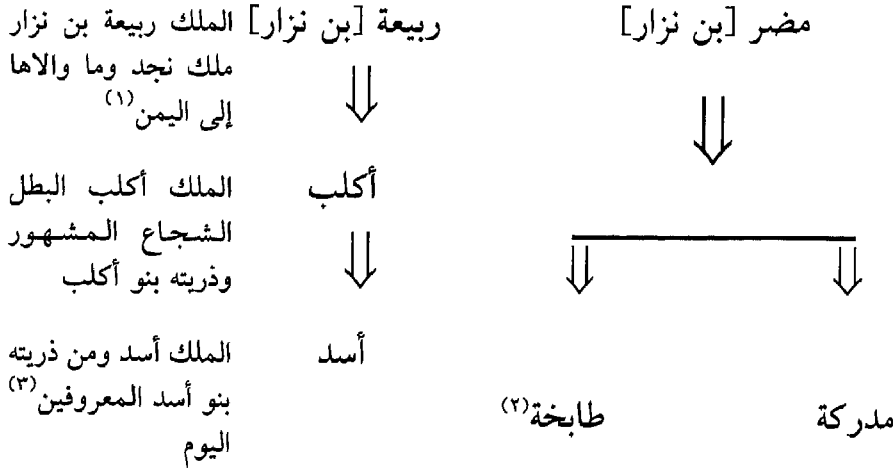 مضر [بن نزار]
مدركة
طابخة(٢)
ربيعة [بن نزار]
أكلب
أسد
الملك ربيعة بن نزار
ملك نجد وما والاها
إلى اليمن(١)
الملك أكلب البطل
الشجاع المشهور
وذريته بنو أكلب
الملك أسد ومن ذريته
بنو أسد المعروفين(٣)
اليوم